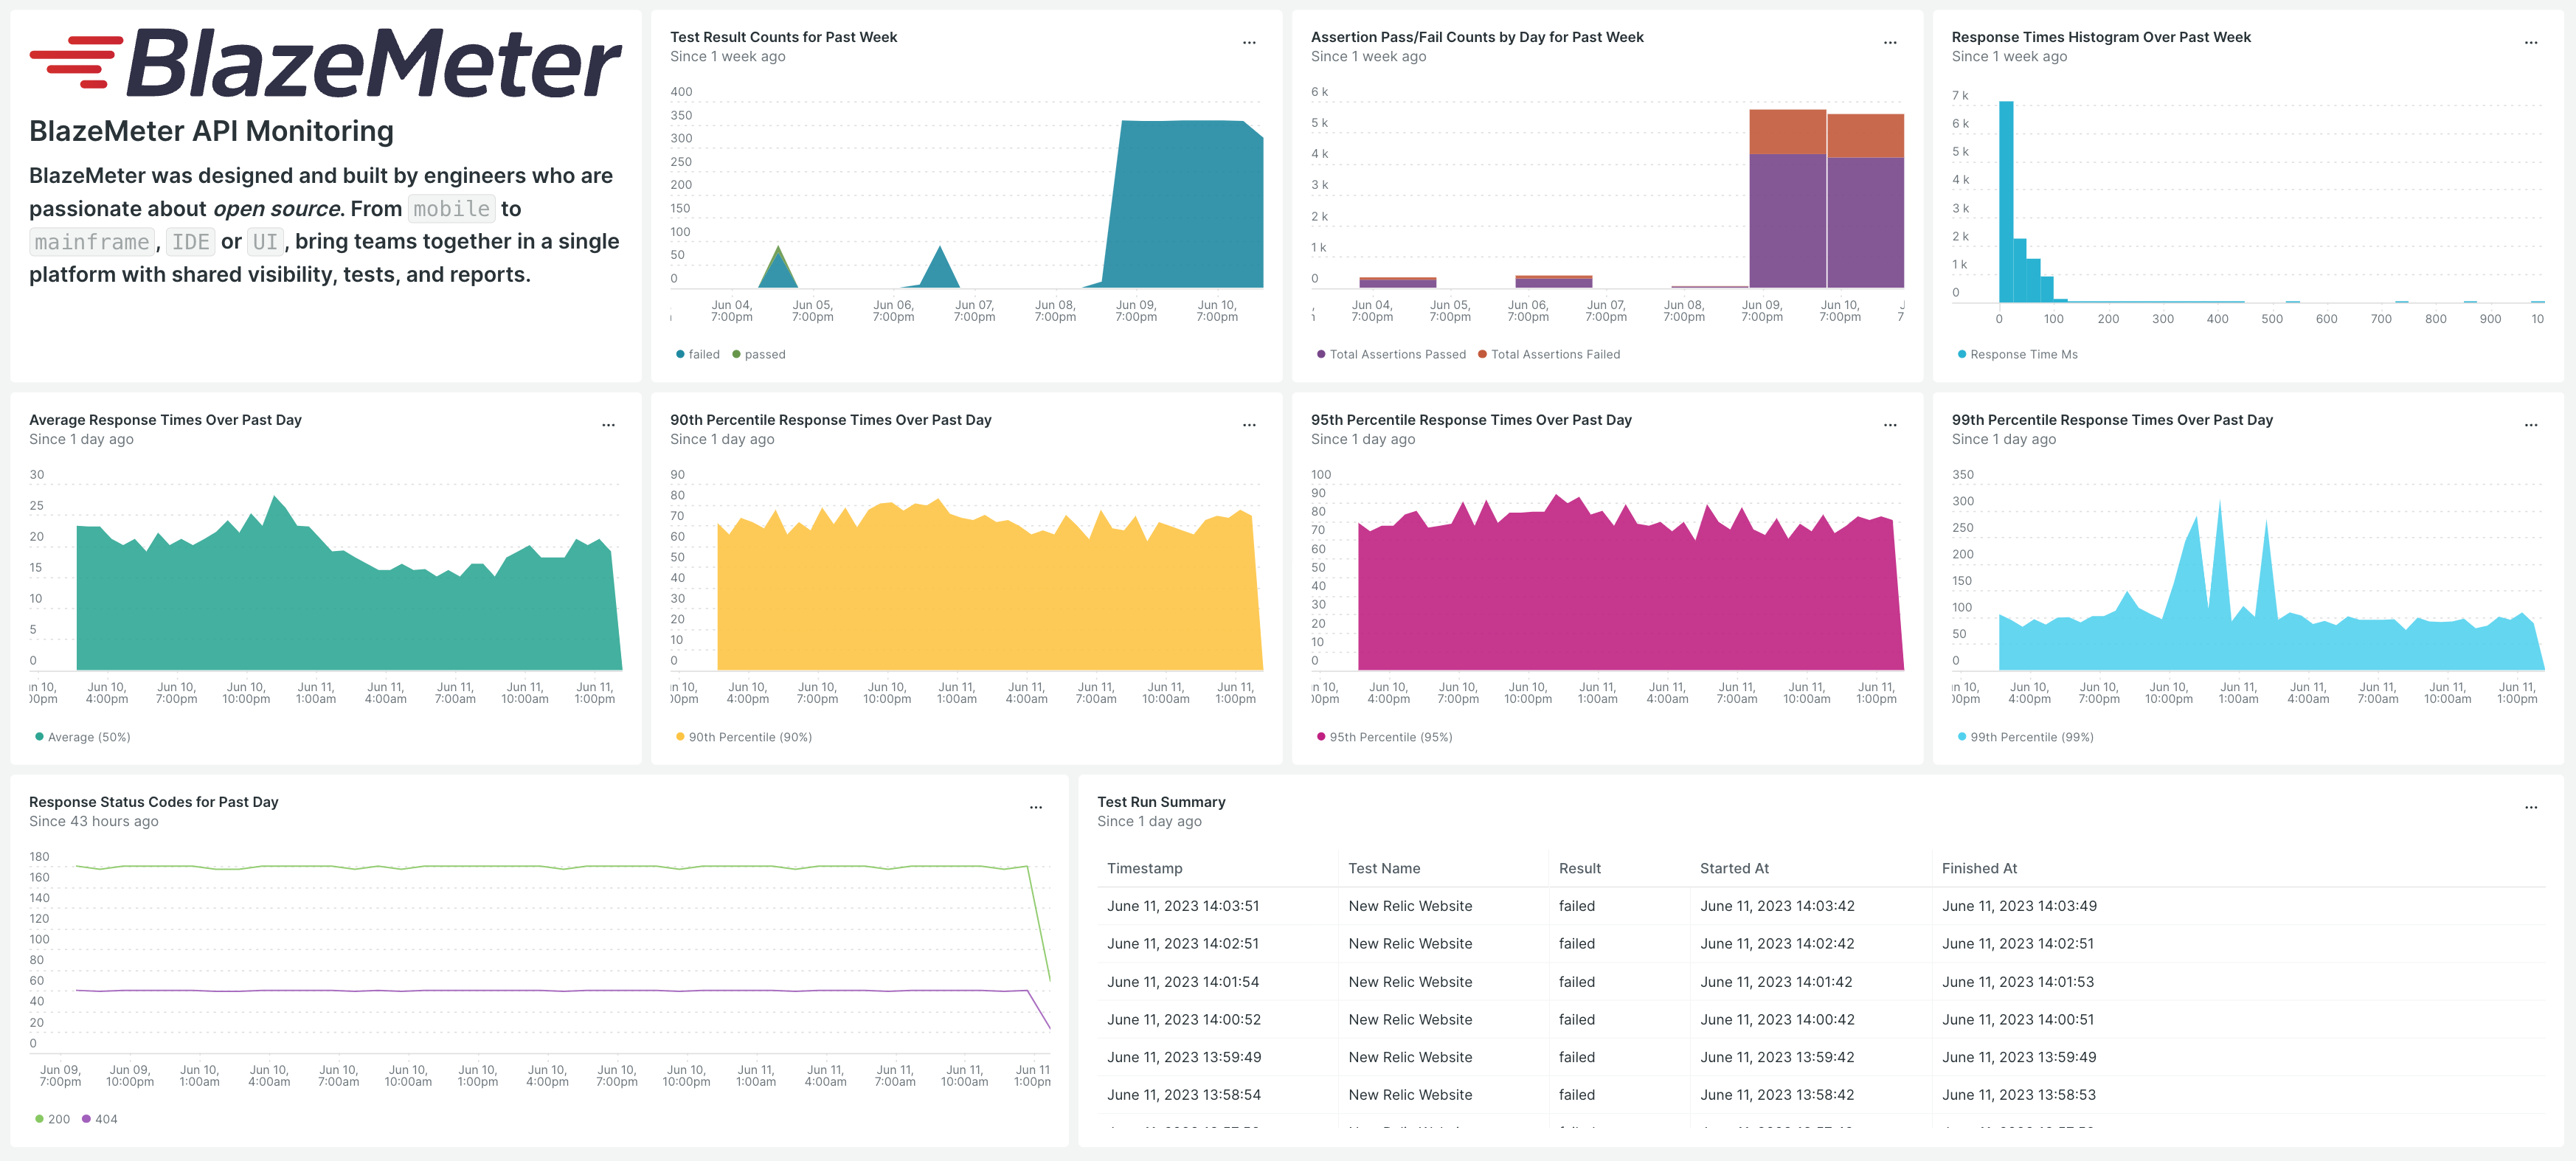 BlazeMeter
BlazeMeter API Monitoring
BlazeMeter was designed and built by engineers who are
passionate about open source. From mobile to
mainframe, IDE or UI, bring teams together in a single
platform with shared visibility, tests, and reports.
Test Result Counts for Past Week
...
Since 1 week ago
400
350
300
250
200
150
100
50
0
Jun 04, Jun 05, Jun 06, Jun 07, Jun 08, Jun 09, Jun 10,
7:00pm 7:00pm 7:00pm 7:00pm 7:00pm 7:00pm 7:00pm
failed passed
Assertion Pass/Fail Counts by Day for Past Week
...
Since 1 week ago
6 k
5 k
4 k
3 k
2 k
1 k
0
Jun 04, Jun 05, Jun 06, Jun 07, Jun 08, Jun 09, Jun 10,
7:00pm 7:00pm 7:00pm 7:00pm 7:00pm 7:00pm 7:00pm 7
Total Assertions Passed Total Assertions Failed
Response Times Histogram Over Past Week
...
Since 1 week ago
7 k
6 k
5 k
4 k
3 k
2 k
1 k
0
0 100 200 300 400 500 600 700 800 900 10
Response Time Ms
Average Response Times Over Past Day
...
Since 1 day ago
30
25
20
15
10
5
0
n 10, Jun 10, Jun 10, Jun 10, Jun 11, Jun 11, Jun 11, Jun 11, Jun 11,
00pm 4:00pm 7:00pm 10:00pm 1:00am 4:00am 7:00am 10:00am 1:00pm
Average (50%)
90th Percentile Response Times Over Past Day
...
Since 1 day ago
90
80
70
60
50
40
30
20
10
0
n 10, Jun 10, Jun 10, Jun 10, Jun 11, Jun 11, Jun 11, Jun 11, Jun 11,
0pm 4:00pm 7:00pm 10:00pm 1:00am 4:00am 7:00am 10:00am 1:00pm
90th Percentile (90%)
95th Percentile Response Times Over Past Day
...
Since 1 day ago
100
90
80
70
60
50
40
30
20
10
0
n 10, Jun 10, Jun 10, Jun 10, Jun 11, Jun 11, Jun 11, Jun 11, Jun 11,
0pm 4:00pm 7:00pm 10:00pm 1:00am 4:00am 7:00am 10:00am 1:00pm
95th Percentile (95%)
99th Percentile Response Times Over Past Day
...
Since 1 day ago
350
300
250
200
150
100
50
0
n 10, Jun 10, Jun 10, Jun 10, Jun 11, Jun 11, Jun 11, Jun 11, Jun 11,
00pm 4:00pm 7:00pm 10:00pm 1:00am 4:00am 7:00am 10:00am 1:00pm
99th Percentile (99%)
Response Status Codes for Past Day
...
Since 43 hours ago
180
160
140
120
100
80
60
40
20
0
Jun 09, Jun 09, Jun 10, Jun 10, Jun 10, Jun 10, Jun 10, Jun 10, Jun 10, Jun 10, Jun 11, Jun 11, Jun 11, Jun 11, Jun 11
7:00pm 10:00pm 1:00am 4:00am 7:00am 10:00am 1:00pm 4:00pm 7:00pm 10:00pm 1:00am 4:00am 7:00am 10:00am 1:00pm
200 404
Test Run Summary
...
Since 1 day ago
Timestamp Test Name Result Started At Finished At
June 11, 2023 14:03:51 New Relic Website failed June 11, 2023 14:03:42 June 11, 2023 14:03:49
June 11, 2023 14:02:51 New Relic Website failed June 11, 2023 14:02:42 June 11, 2023 14:02:51
June 11, 2023 14:01:54 New Relic Website failed June 11, 2023 14:01:42 June 11, 2023 14:01:53
June 11, 2023 14:00:52 New Relic Website failed June 11, 2023 14:00:42 June 11, 2023 14:00:51
June 11, 2023 13:59:49 New Relic Website failed June 11, 2023 13:59:42 June 11, 2023 13:59:49
June 11, 2023 13:58:54 New Relic Website failed June 11, 2023 13:58:42 June 11, 2023 13:58:53